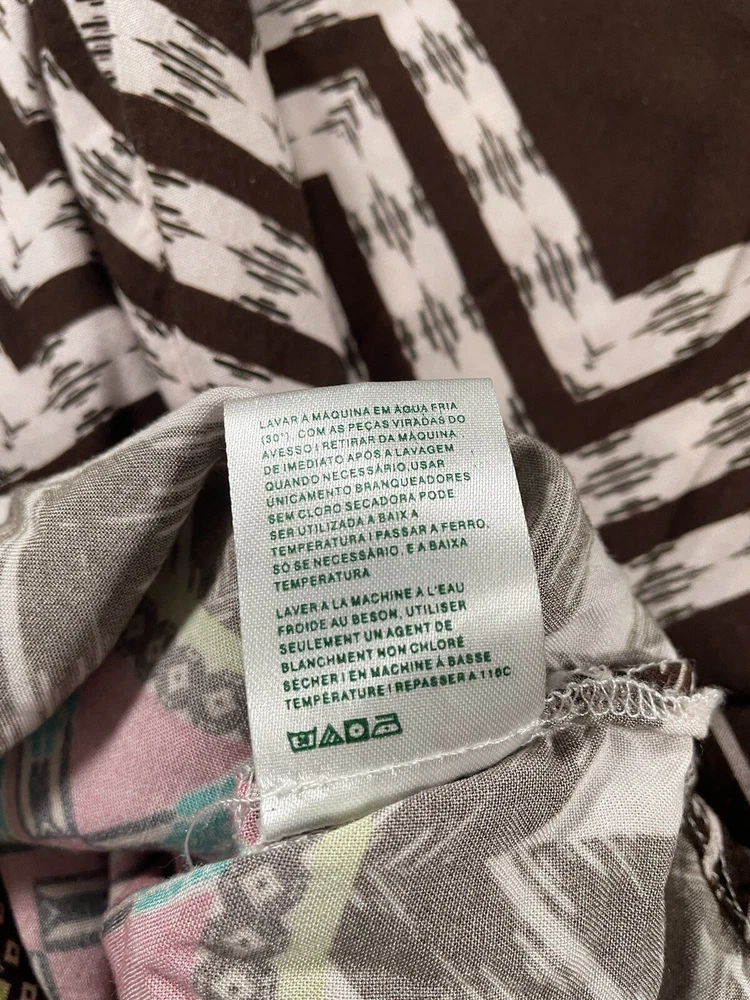 LAVAR À MÁQUINA EM ÁGUA FRIA
(30°), COM AS PEÇAS VIRADAS DO
AVESSO | RETIRAR DA MÁQUINA
DE IMEDIATO APÓS A LAVAGEM
QUANDO NECESSÁRIO, USAR
ÚNICAMENTO BRANQUEADORES
SEM CLORO SECADORA PODE
SER UTILIZADA A BAIXA
TEMPERATURA | PASSAR A FERRO,
SÓ SE NECESSÁRIO, E A BAIXA
TEMPERATURA
LAVER A LA MACHINE A L'EAU
FROIDE AU BESON, UTILISER
SEULEMENT UN AGENT DE
BLANCHMENT NON CHLORÉ
SÉCHER | EN MACHINE À BASSE
TEMPÉRATURE | REPASSER A 110C